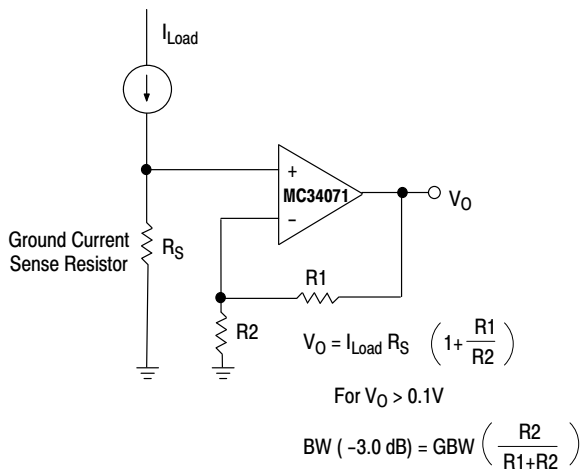 I_Load
+
MC34071
−
V_O
Ground Current
Sense Resistor
R_S
R1
R2
V_O = I_Load R_S (1+ R1/R2)
For V_O > 0.1V
BW ( −3.0 dB) = GBW (R2/R1+R2)